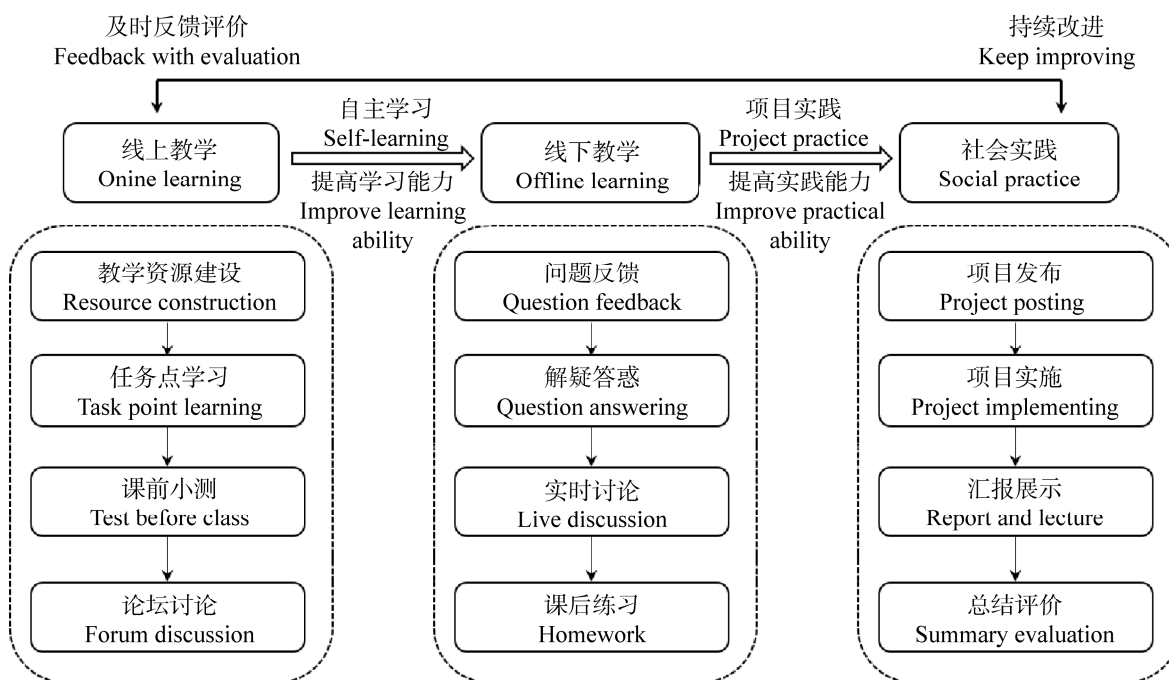 及时反馈评价
Feedback with evaluation
持续改进
Keep improving
线上教学
Onine learning
自主学习
Self-learning
提高学习能力
Improve learning
ability
线下教学
Offline learning
项目实践
Project practice
提高实践能力
Improve practical
ability
社会实践
Social practice
教学资源建设
Resource construction
任务点学习
Task point learning
课前小测
Test before class
论坛讨论
Forum discussion
问题反馈
Question feedback
解疑答惑
Question answering
实时讨论
Live discussion
课后练习
Homework
项目发布
Project posting
项目实施
Project implementing
汇报展示
Report and lecture
总结评价
Summary evaluation